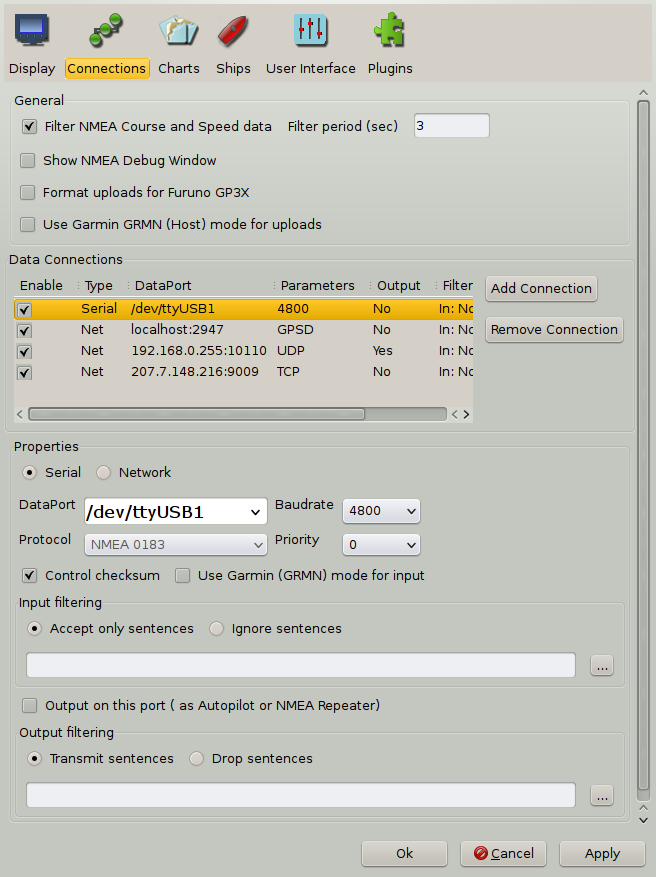 Display Connections Charts Ships User Interface Plugins
General
Filter NMEA Course and Speed data Filter period (sec) 3
Show NMEA Debug Window
Format uploads for Furuno GP3X
Use Garmin GRMN (Host) mode for uploads
Data Connections
Enable Type DataPort Parameters Output Filter
Serial /dev/ttyUSB1 4800 No In: No
Net localhost:2947 GPSD No In: No
Net 192.168.0.255:10110 UDP Yes In: No
Net 207.7.148.216:9009 TCP No In: No
Add Connection
Remove Connection
Properties
Serial Network
DataPort /dev/ttyUSB1 Baudrate 4800
Protocol NMEA 0183 Priority 0
Control checksum Use Garmin (GRMN) mode for input
Input filtering
Accept only sentences Ignore sentences
...
Output on this port ( as Autopilot or NMEA Repeater)
Output filtering
Transmit sentences Drop sentences
...
Ok Cancel Apply